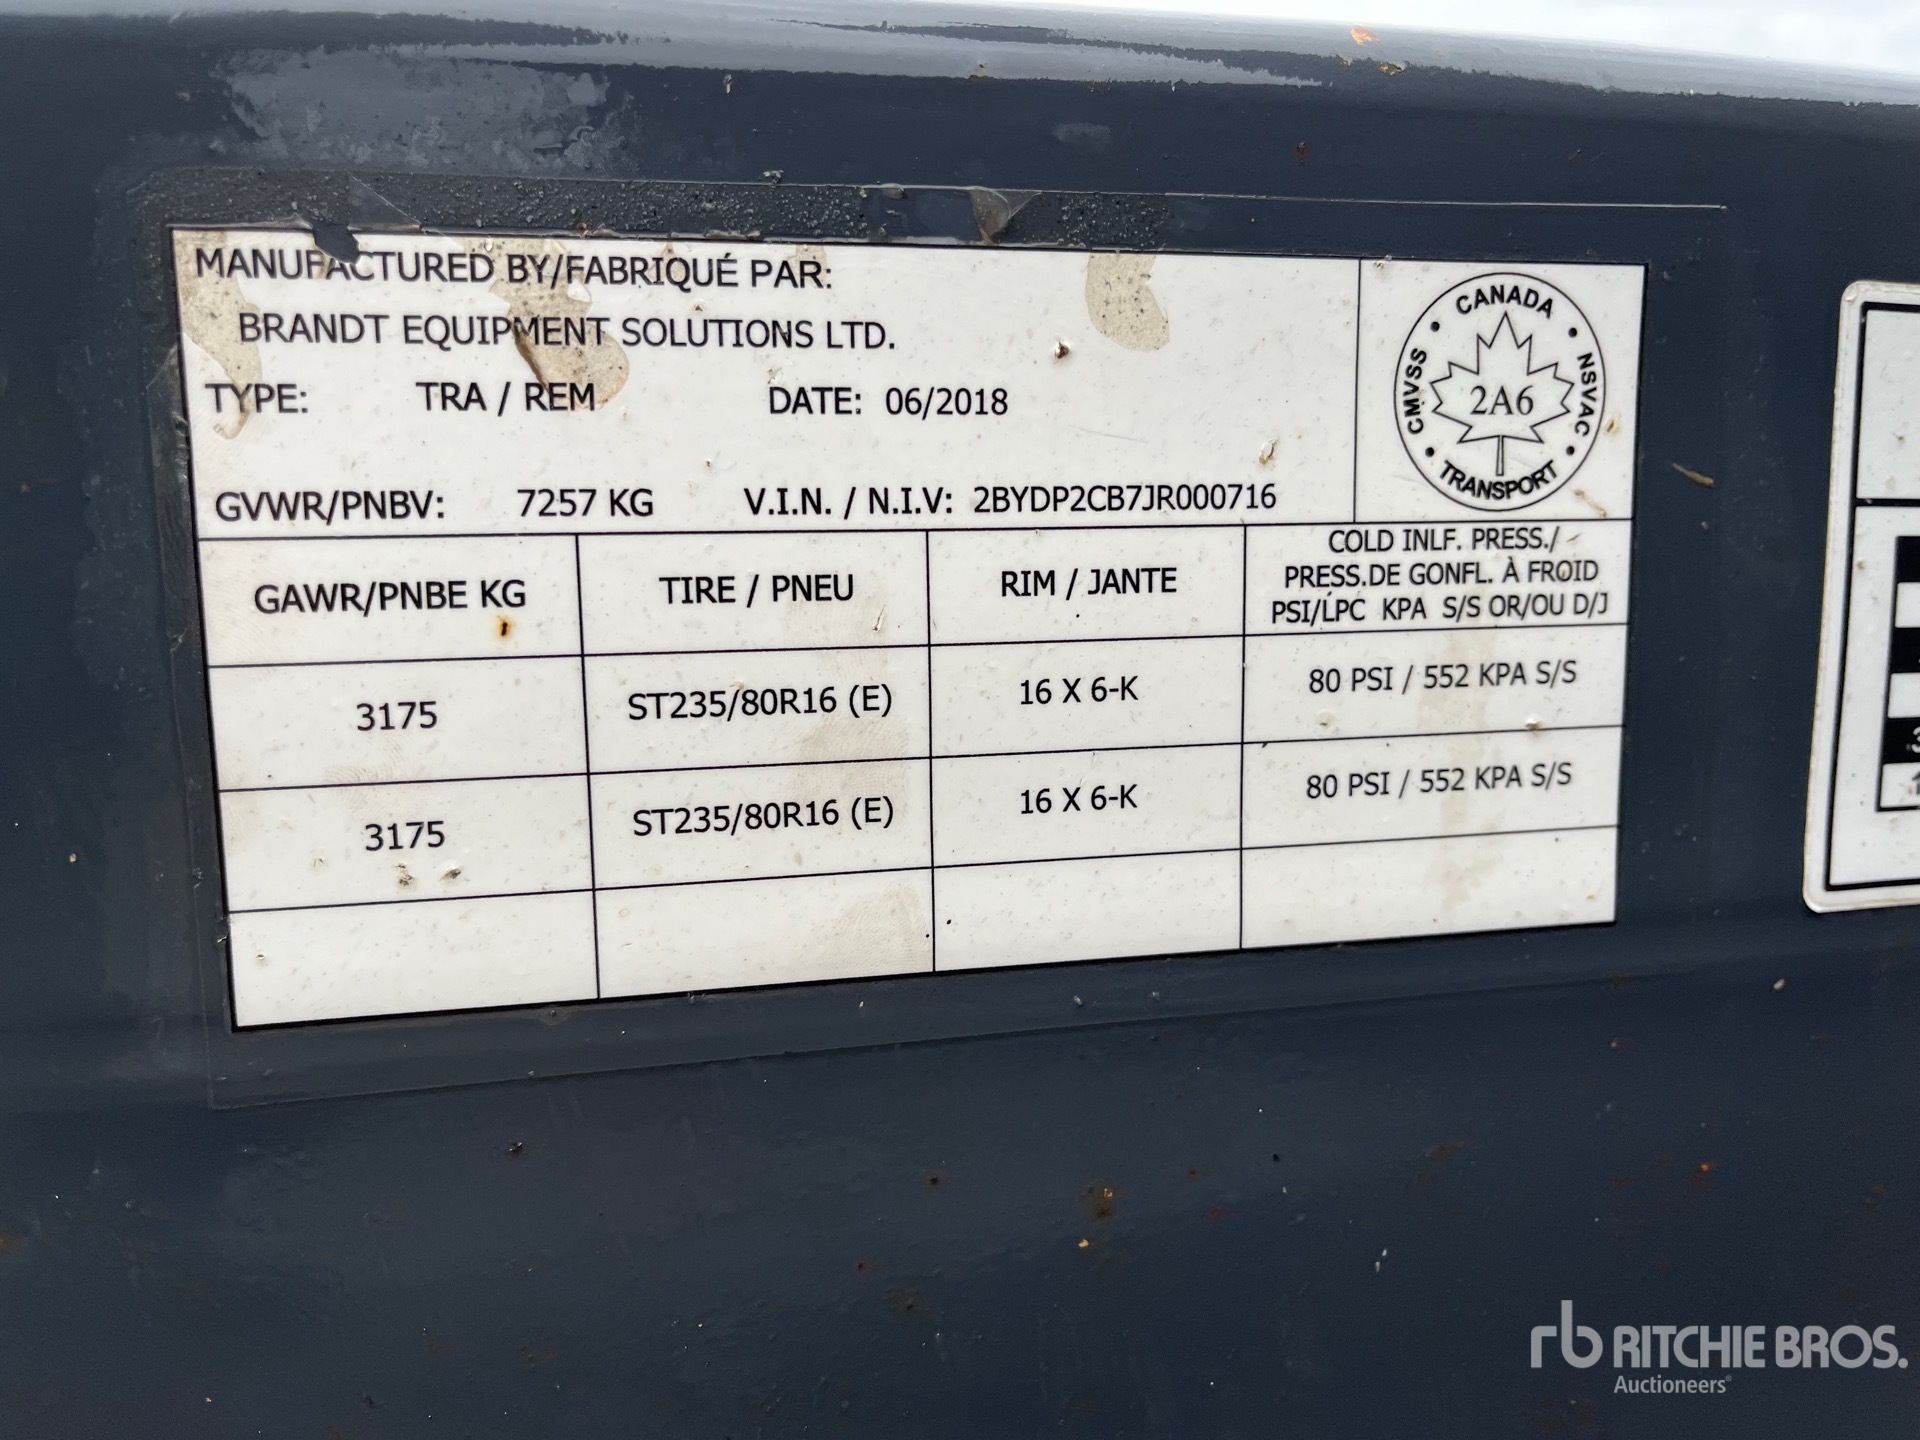 MANUFACTURED BY/FABRIQUÉ PAR:
BRANDT EQUIPMENT SOLUTIONS LTD.
TYPE: TRA / REM DATE: 06/2018
GVWR/PNBV: 7257 KG V.I.N. / N.I.V: 2BYDP2CB7JR000716
CANADA
CMVSS
2A6
NSVAC
TRANSPORT
GAWR/PNBE KG
TIRE / PNEU
RIM / JANTE
COLD INLF. PRESS./
PRESS.DE GONFL. À FROID
PSI/LPC KPA S/S OR/OU D/J
3175 ST235/80R16 (E) 16 X 6-K 80 PSI / 552 KPA S/S
3175 ST235/80R16 (E) 16 X 6-K 80 PSI / 552 KPA S/S
rb RITCHIE BROS.
Auctioneers